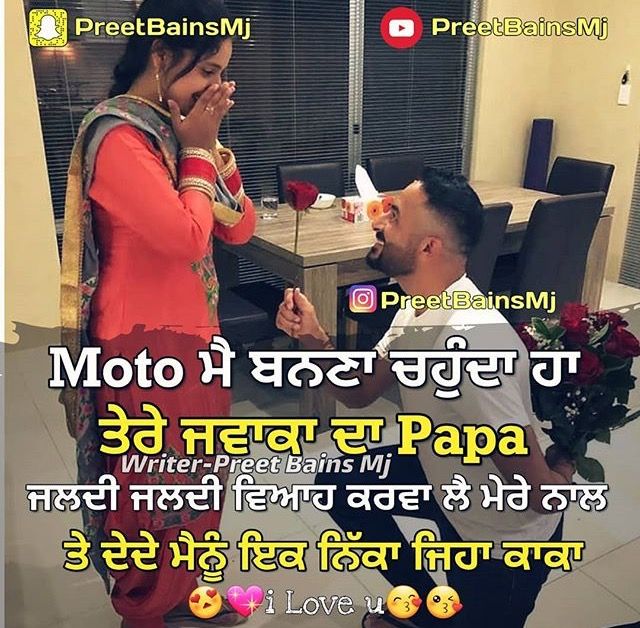 PreetBainsMj
PreetBainsMj
PreetBainsMj
Moto ਮੈ ਬਨਣਾ ਚਹੁੰਦਾ ਹਾ
ਤੇਰੇ ਜਵਾਕਾ ਦਾ Papa
Writer-Preet Bains Mj
ਜਲਦੀ ਜਲਦੀ ਵਿਆਹ ਕਰਵਾ ਲੈ ਮੇਰੇ ਨਾਲ
ਤੇ ਦੇਦੇ ਮੈਨੂੰ ਇਕ ਨਿੱਕਾ ਜਿਹਾ ਕਾਕਾ
😍💖i Love u😙😘